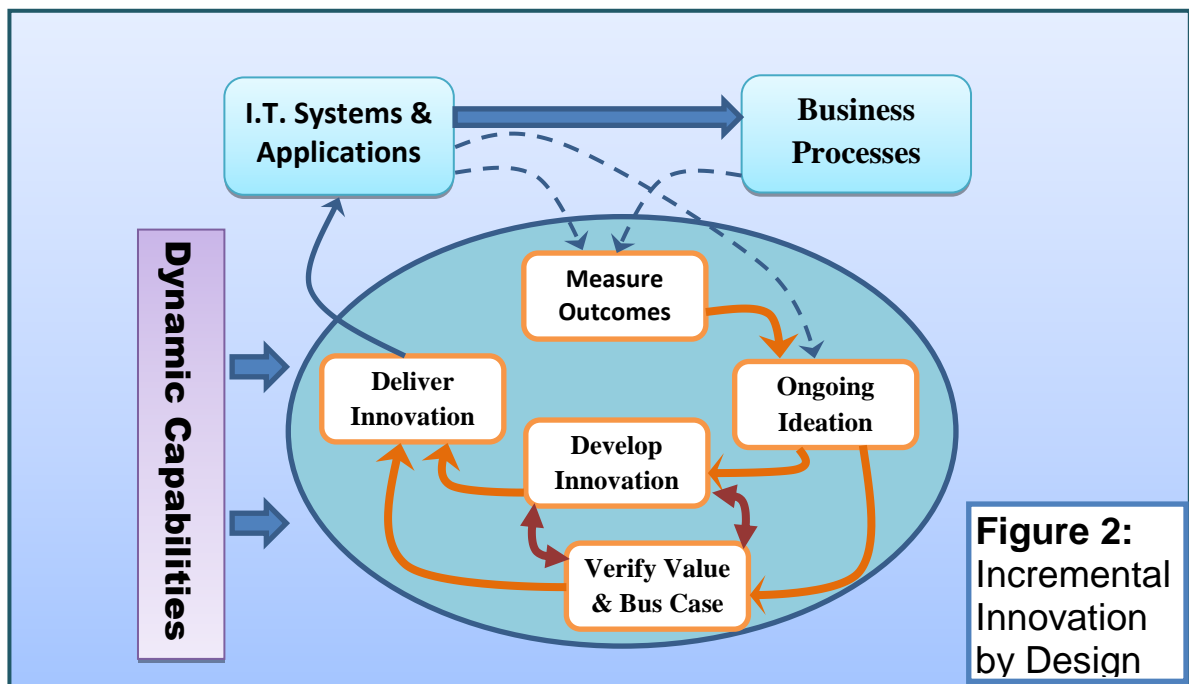 I.T. Systems &
Applications
Business
Processes
Dynamic Capabilities
Measure
Outcomes
Deliver
Innovation
Ongoing
Ideation
Develop
Innovation
Verify Value
& Bus Case
Figure 2:
Incremental
Innovation
by Design